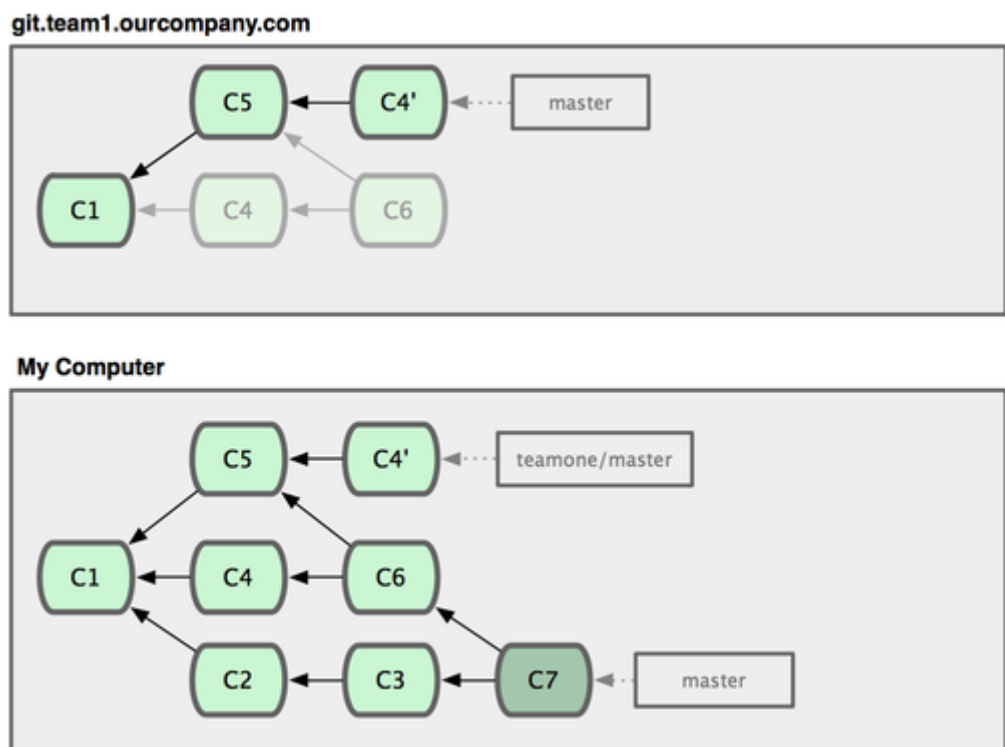 git.team1.ourcompany.com
C5 C4' master
C1 C4 C6
My Computer
C5 C4' teamone/master
C1 C4 C6
C2 C3 C7 master